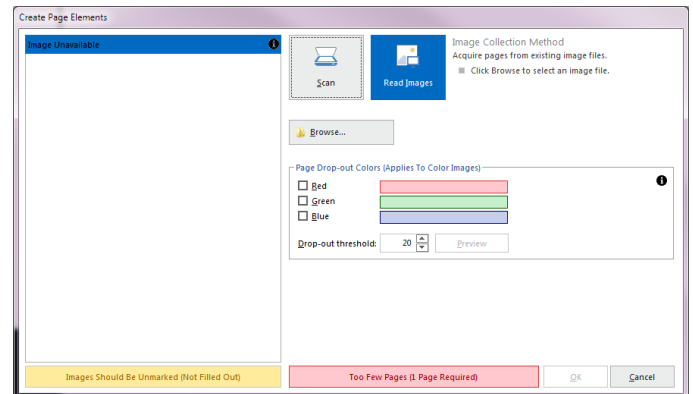 Create Page Elements
Image Unavailable
Scan
Read Images
Image Collection Method
Acquire pages from existing image files.
Click Browse to select an image file.
Browse...
Page Drop-out Colors (Applies To Color Images)
Red
Green
Blue
Drop-out threshold: 20 Preview
Images Should Be Unmarked (Not Filled Out)
Too Few Pages (1 Page Required)
OK
Cancel